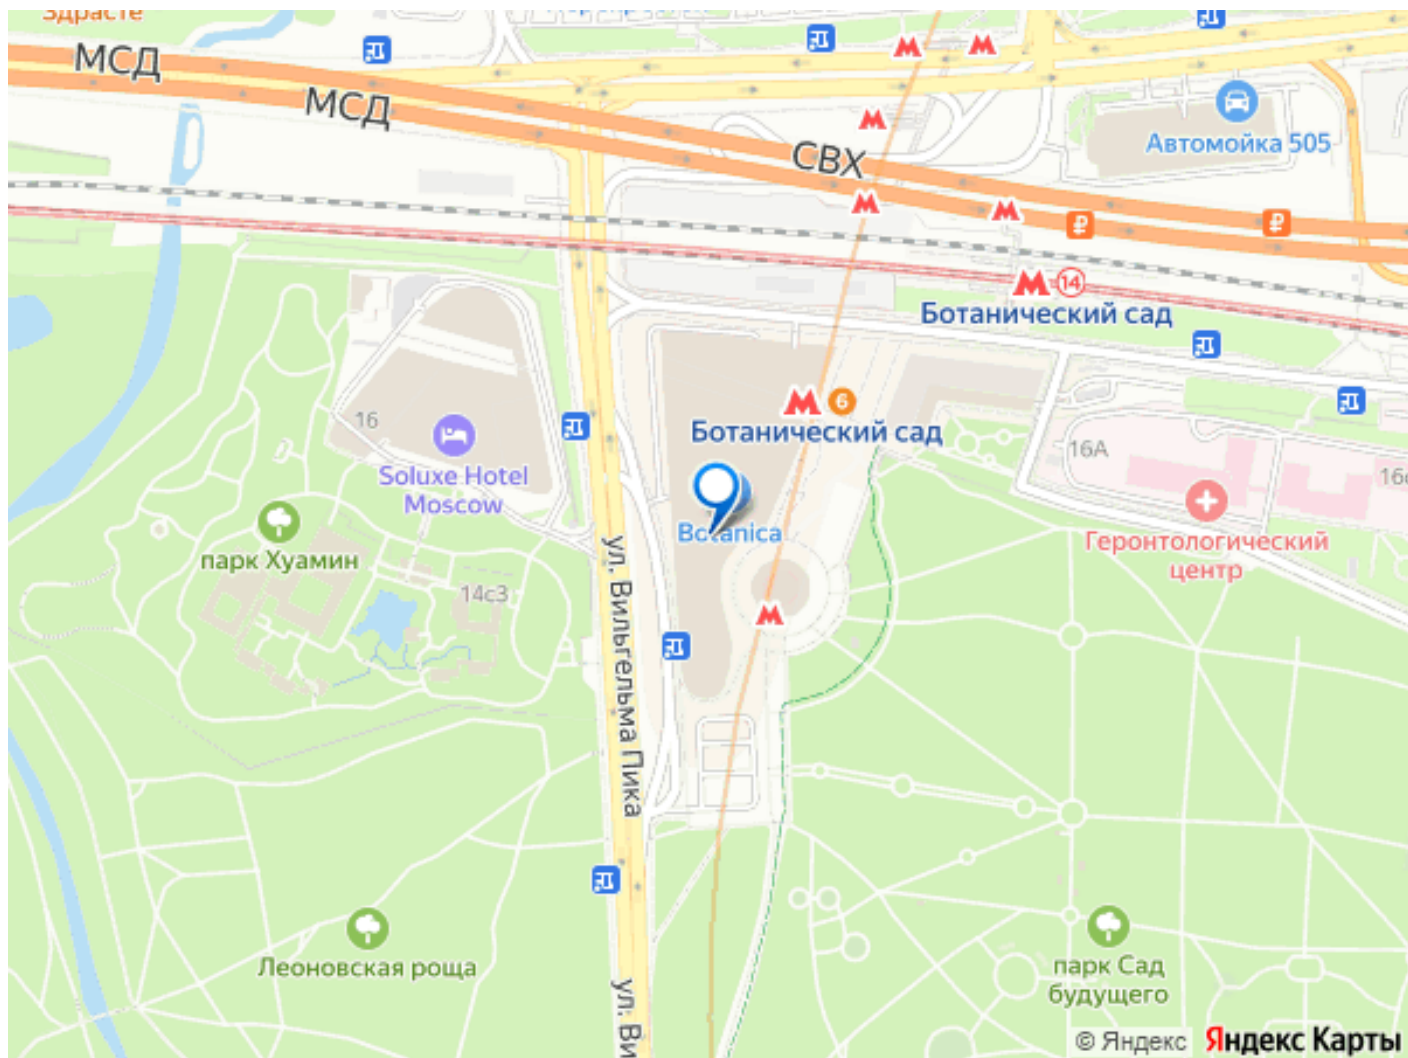 Здрасте
МСД
МСД
СВХ
Автомойка 505
14
Ботанический сад
6
Ботанический сад
16
Soluxe Hotel
Moscow
16А
Botanica
Геронтологический
центр
парк Хуамин
14с3
ул. Вильгельма Пика
Леоновская роща
парк Сад
будущего
ул. Ви
© Яндекс
Яндекс Карты